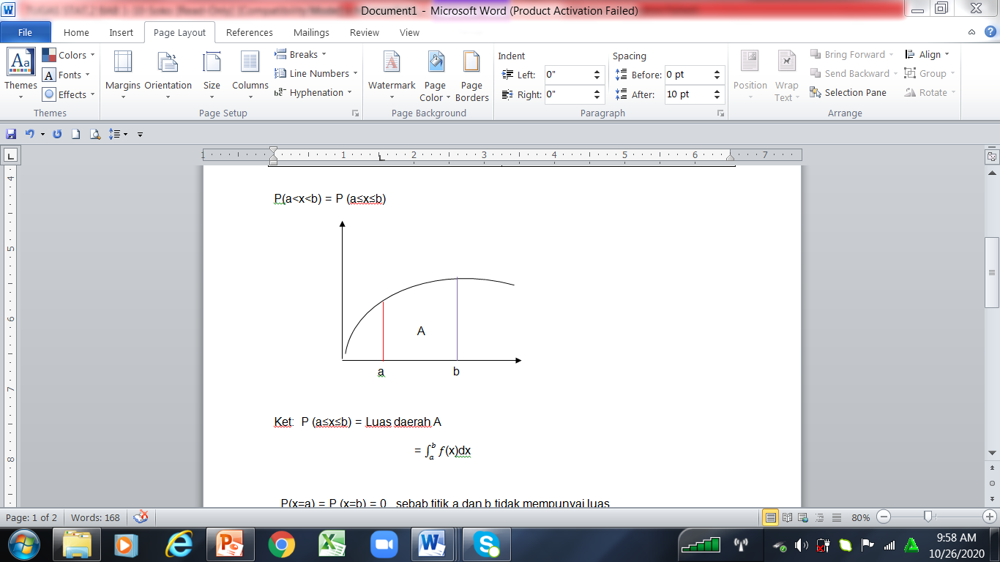 Document1 - Microsoft Word (Product Activation Failed)
File Home Insert Page Layout References Mailings Review View
Aa Themes Colors Fonts Effects
Margins Orientation Size Columns Breaks Line Numbers Hyphenation
Watermark Page Color Page Borders
Indent Left: 0" Right: 0"
Spacing Before: 0 pt After: 10 pt
Position Wrap Text Bring Forward Send Backward Selection Pane Align Group Rotate
Themes Page Setup Page Background Paragraph Arrange
1 1 2 3 4 5 6 7
4
5
6
7
8
P(a<x<b) = P (a≤x≤b)
A
a b
Ket: P (a≤x≤b) = Luas daerah A
= ∫ₐᵇ f(x)dx
P(x=a) = P (x=b) = 0 sebab titik a dan b tidak mempunyai luas
Page: 1 of 2 Words: 168 80%
9:58 AM
10/26/2020